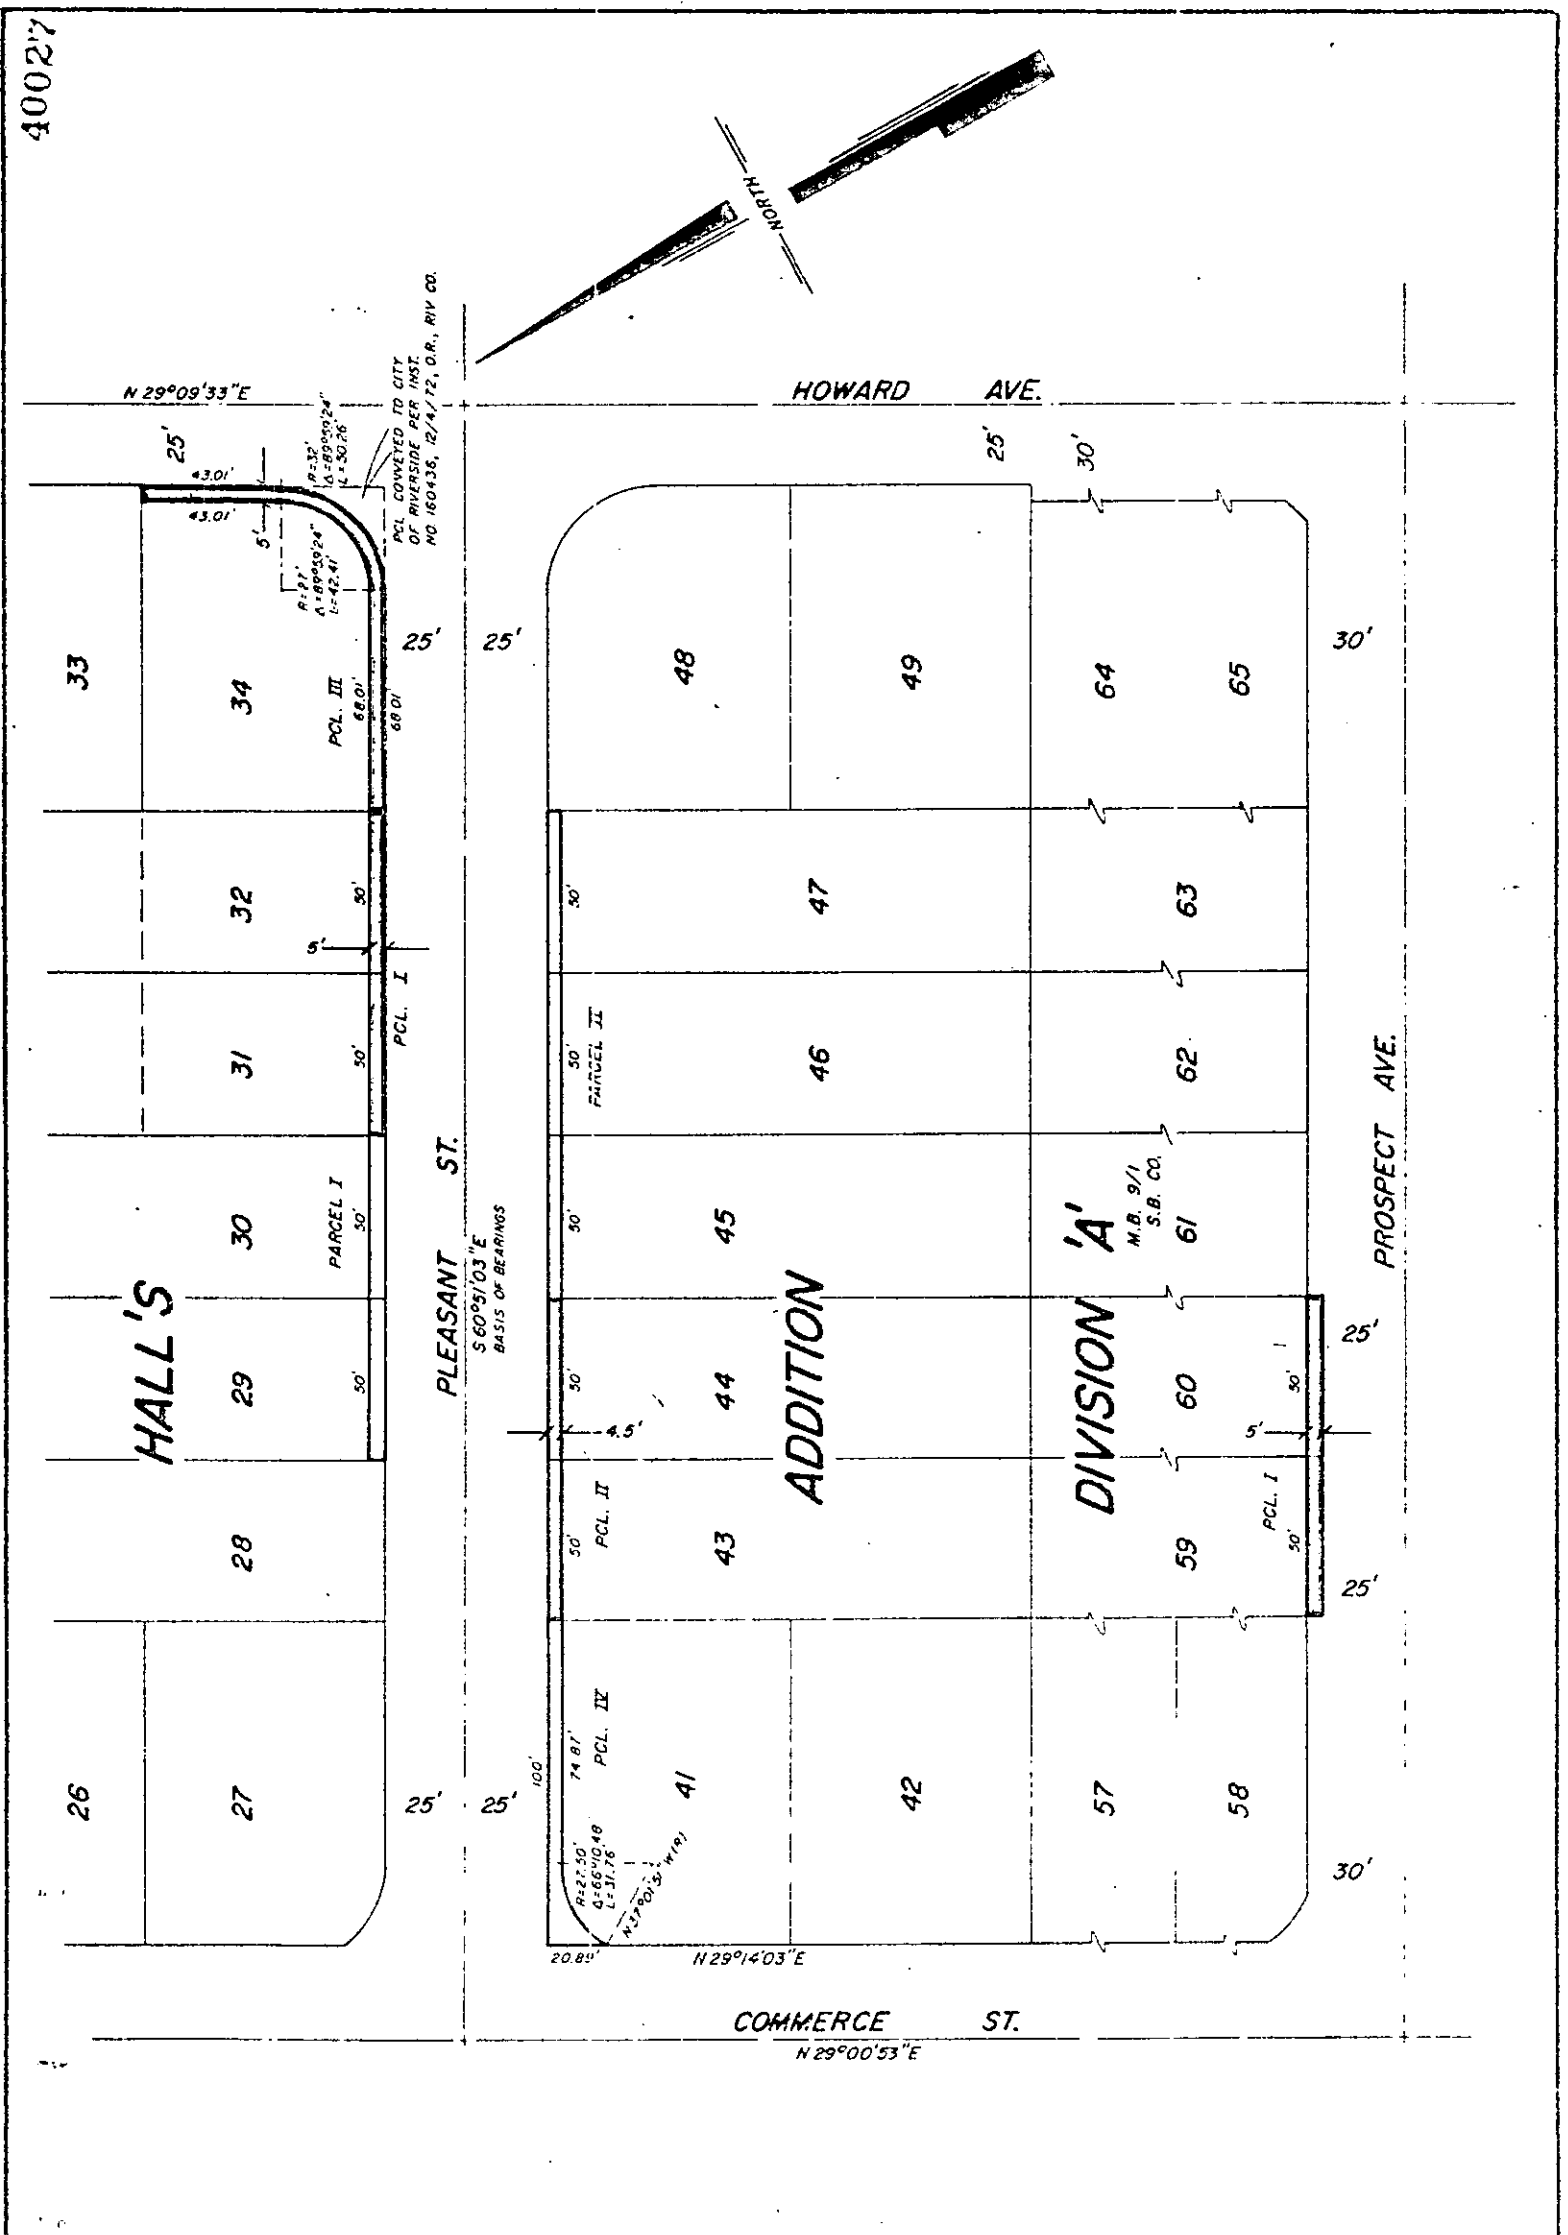 40027
NORTH
HOWARD AVE.
N 29°09'33"E
25'
43.01'
43.01'
5'
R=32'
Δ=89°59'24"
L=50.26'
R=27'
Δ=89°59'24"
L=42.41'
PCL. CONVEYED TO CITY
OF RIVERSIDE PER INST.
NO. 160436, 12/4/72, O.R., RIV CO.
25'
30'
33
34
PCL. III
68.01'
68.01'
25'
25'
48
49
64
65
30'
32
50'
5'
50'
47
63
31
50'
PCL. I
50'
PARCEL II
46
62
HALL'S
30
PARCEL I
50'
PLEASANT ST.
S 60°51'03"E
BASIS OF BEARINGS
50'
45
ADDITION
DIVISION 'A'
M.B. 9/1
S.B. CO.
61
PROSPECT AVE.
29
50'
50'
44
4.5'
60
50'
5'
25'
28
50'
PCL. II
43
59
PCL. I
50'
25'
26
27
25'
25'
100'
74.87'
PCL. IV
41
42
57
58
30'
R=27.50'
Δ=66°10'48"
L=31.76'
N37°01'51"W(R)
20.89'
N 29°14'03"E
COMMERCE ST.
N 29°00'53"E